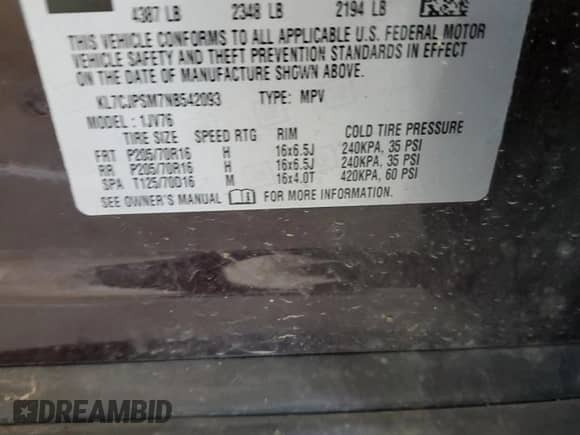 4387 LB 2348 LB 2194 LB
THIS VEHICLE CONFORMS TO ALL APPLICABLE U.S. FEDERAL MOTOR
VEHICLE SAFETY AND THEFT PREVENTION STANDARDS IN EFFECT
ON THE DATE OF MANUFACTURE SHOWN ABOVE.
KL7CJPSM7NB542093 TYPE: MPV
MODEL: 1JV76
TIRE SIZE SPEED RTG RIM COLD TIRE PRESSURE
FRT P205/70R16 H 16x6.5J 240KPA, 35 PSI
RR P205/70R16 H 16x6.5J 240KPA, 35 PSI
SPA T125/70D16 M 16x4.0T 420KPA, 60 PSI
SEE OWNER'S MANUAL FOR MORE INFORMATION.
DREAMBID